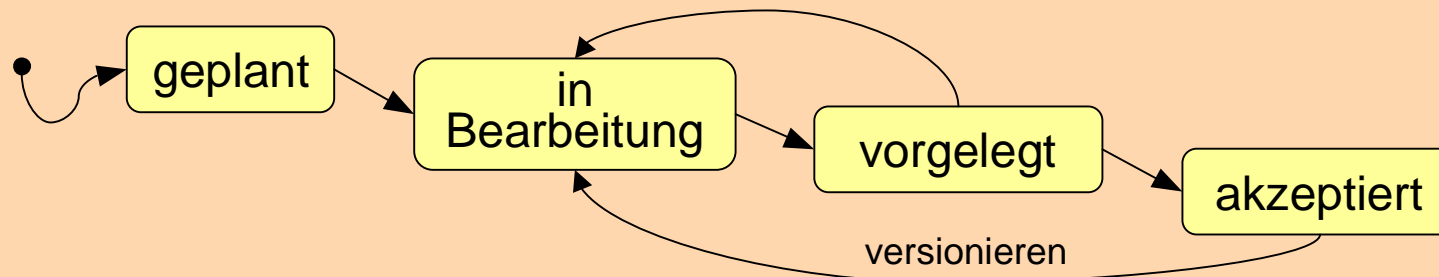 geplant
in
Bearbeitung
vorgelegt
akzeptiert
versionieren